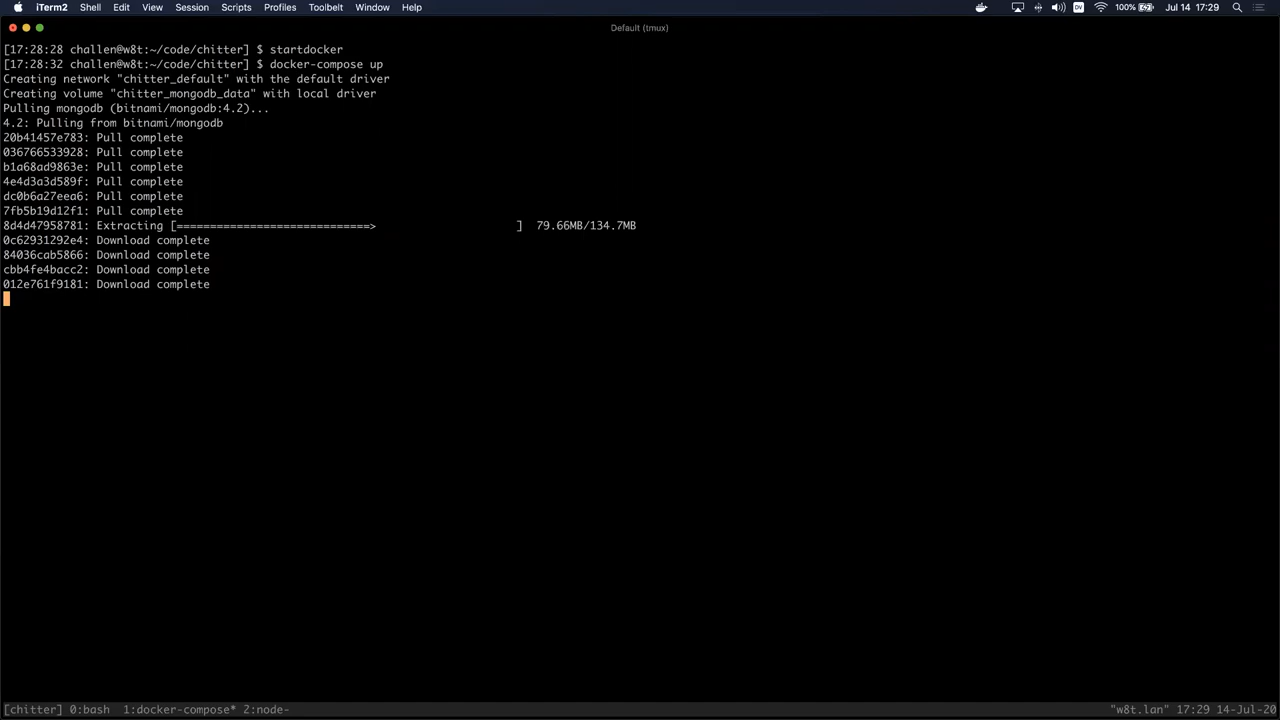 iTerm2 Shell Edit View Session Scripts Profiles Toolbelt Window Help DV 100% Jul 14 17:29
Default (tmux)
[17:28:28 challen@w8t:~/code/chitter] $ startdocker
[17:28:32 challen@w8t:~/code/chitter] $ docker-compose up
Creating network "chitter_default" with the default driver
Creating volume "chitter_mongodb_data" with local driver
Pulling mongodb (bitnami/mongodb:4.2)...
4.2: Pulling from bitnami/mongodb
20b41457e783: Pull complete
036766533928: Pull complete
b1a68ad9863e: Pull complete
4e4d3a3d589f: Pull complete
dc0b6a27eea6: Pull complete
7fb5b19d12f1: Pull complete
8d4d47958781: Extracting [=============================>                     ]  79.66MB/134.7MB
0c62931292e4: Download complete
84036cab5866: Download complete
cbb4fe4bacc2: Download complete
012e761f9181: Download complete
[chitter] 0:bash  1:docker-compose* 2:node- "w8t.lan" 17:29 14-Jul-20